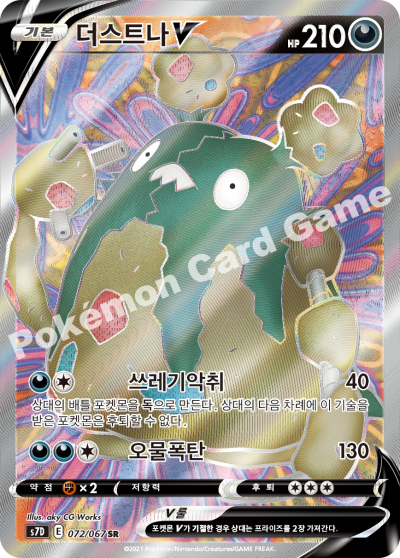 기본 더스트나V HP 210
Pokémon Card Game
쓰레기악취 40
상대의 배틀 포켓몬을 독으로 만든다. 상대의 다음 차례에 이 기술을
받은 포켓몬은 후퇴할 수 없다.
오물폭탄 130
약점 ×2 저항력 후퇴
Illus. aky CG Works
s7D E 072/067 SR
V 룰
포켓몬 V가 기절한 경우 상대는 프라이즈를 2장 가져간다.
©2021 Pokémon/Nintendo/Creatures/GAME FREAK.